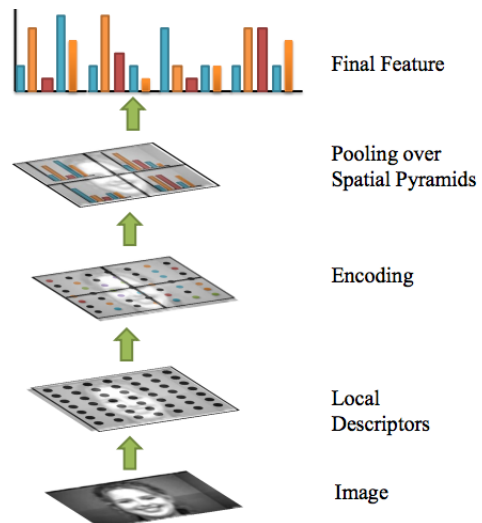 Final Feature
Pooling over
Spatial Pyramids
Encoding
Local
Descriptors
Image